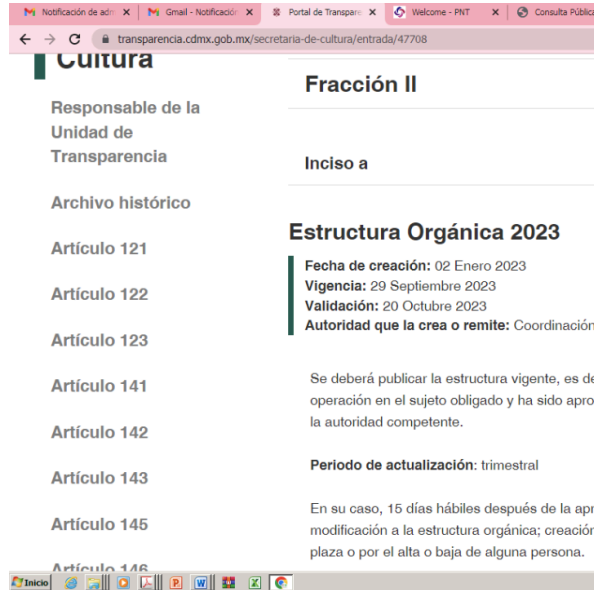 Notificación de adm
Gmail - Notificación
Portal de Transpare
Welcome - PNT
Consulta Pública
transparencia.cdmx.gob.mx/secretaria-de-cultura/entrada/47708
Cultura
Responsable de la
Unidad de
Transparencia
Archivo histórico
Artículo 121
Artículo 122
Artículo 123
Artículo 141
Artículo 142
Artículo 143
Artículo 145
Artículo 146
Fracción II
Inciso a
Estructura Orgánica 2023
Fecha de creación: 02 Enero 2023
Vigencia: 29 Septiembre 2023
Validación: 20 Octubre 2023
Autoridad que la crea o remite: Coordinación
Se deberá publicar la estructura vigente, es de
operación en el sujeto obligado y ha sido apro
la autoridad competente.
Periodo de actualización: trimestral
En su caso, 15 días hábiles después de la apr
modificación a la estructura orgánica; creación
plaza o por el alta o baja de alguna persona.
Inicio